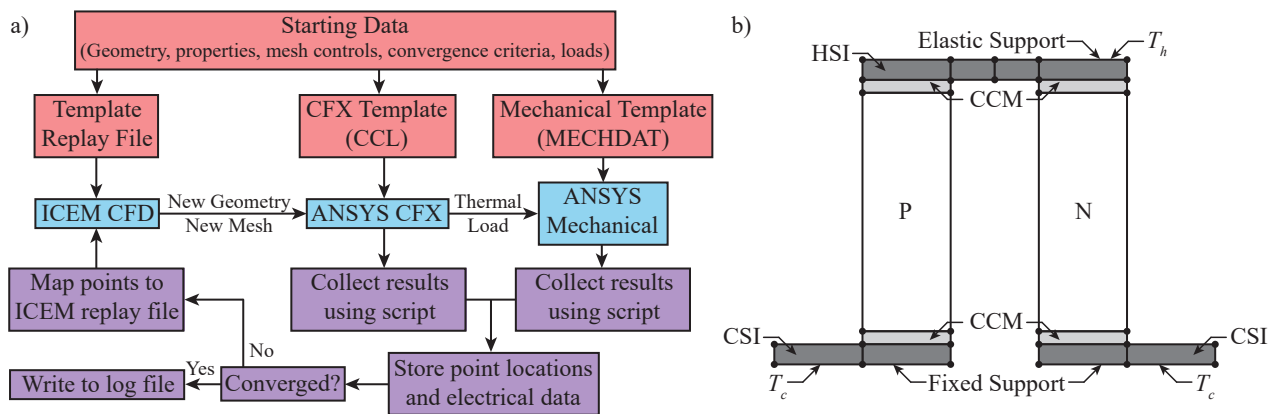 a)
Starting Data
(Geometry, properties, mesh controls, convergence criteria, loads)
Template
Replay File
CFX Template
(CCL)
Mechanical Template
(MECHDAT)
ICEM CFD
New Geometry
New Mesh
ANSYS CFX
Thermal
Load
ANSYS
Mechanical
Map points to
ICEM replay file
Collect results
using script
Collect results
using script
No
Yes
Write to log file
Converged?
Store point locations
and electrical data
b)
Elastic Support
T_h
HSI
CCM
P
N
CCM
CSI
CSI
T_c
Fixed Support
T_c